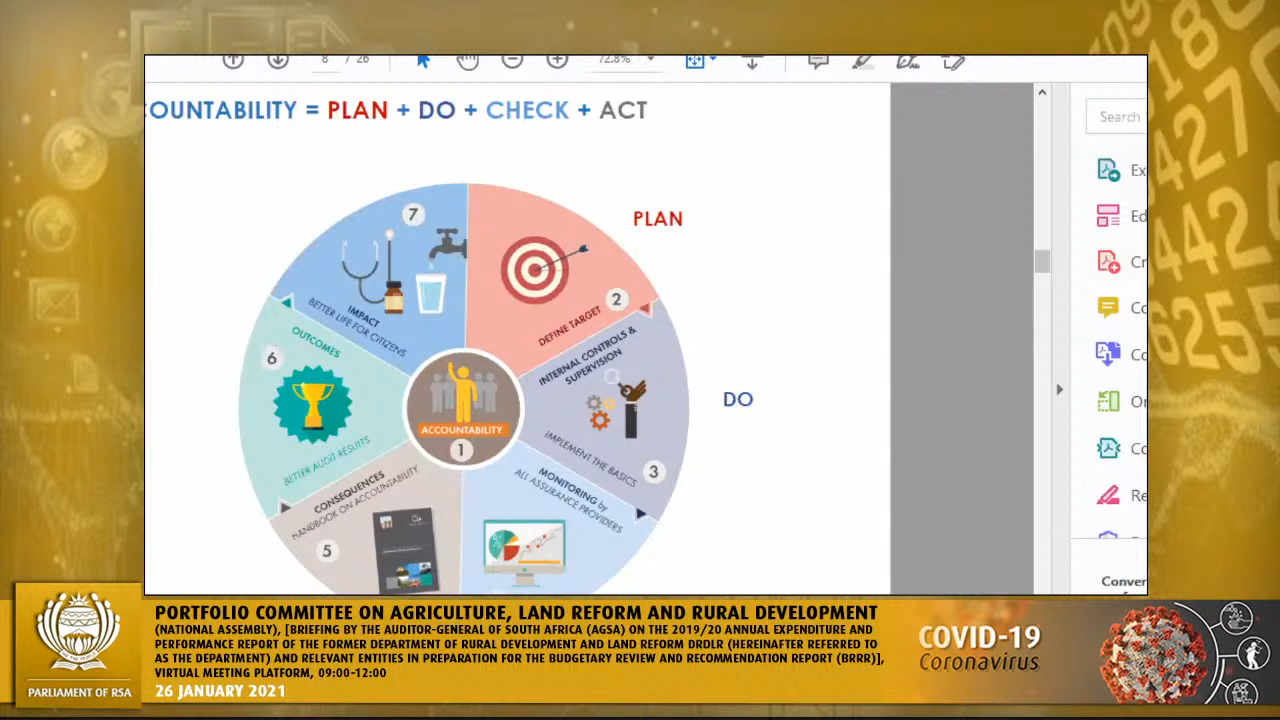 8 / 26
72.8%
COUNTABILITY = PLAN + DO + CHECK + ACT
Search
PLAN
7
IMPACT
BETTER LIFE FOR CITIZENS
2
DEFINE TARGET
OUTCOMES
6
BETTER AUDIT RESULTS
INTERNAL CONTROLS &
SUPERVISION
IMPLEMENT THE BASICS
3
DO
ACCOUNTABILITY
1
CONSEQUENCES
HANDBOOK ON ACCOUNTABILITY
5
MONITORING by
ALL ASSURANCE PROVIDERS
Ex
Ed
Cr
Co
Co
Or
Co
Re
Conver
PARLIAMENT OF RSA
PORTFOLIO COMMITTEE ON AGRICULTURE, LAND REFORM AND RURAL DEVELOPMENT
(NATIONAL ASSEMBLY), [BRIEFING BY THE AUDITOR-GENERAL OF SOUTH AFRICA (AGSA) ON THE 2019/20 ANNUAL EXPENDITURE AND
PERFORMANCE REPORT OF THE FORMER DEPARTMENT OF RURAL DEVELOPMENT AND LAND REFORM DRDLR (HEREINAFTER REFERRED TO
AS THE DEPARTMENT) AND RELEVANT ENTITIES IN PREPARATION FOR THE BUDGETARY REVIEW AND RECOMMENDATION REPORT (BRRR)],
VIRTUAL MEETING PLATFORM, 09:00-12:00
26 JANUARY 2021
COVID-19
Coronavirus